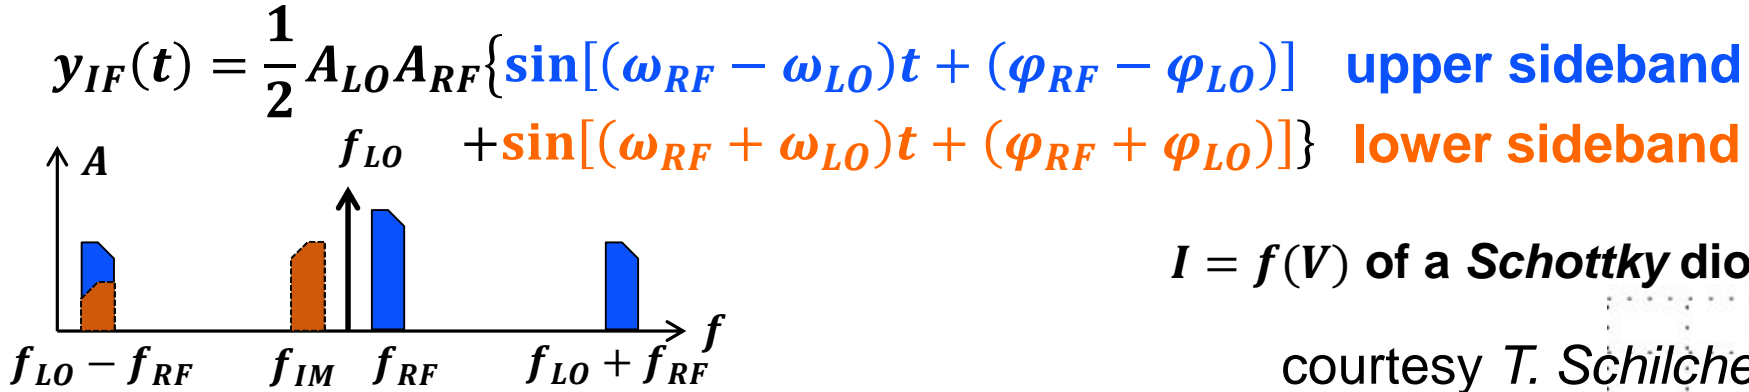 y_IF(t) = 1/2 A_LO A_RF{sin[(ω_RF − ω_LO)t + (φ_RF − φ_LO)] upper sideband
+sin[(ω_RF + ω_LO)t + (φ_RF + φ_LO)]} lower sideband
f_LO
A
I = f(V) of a Schottky
f
f_LO − f_RF f_IM f_RF f_LO + f_RF
courtesy T.